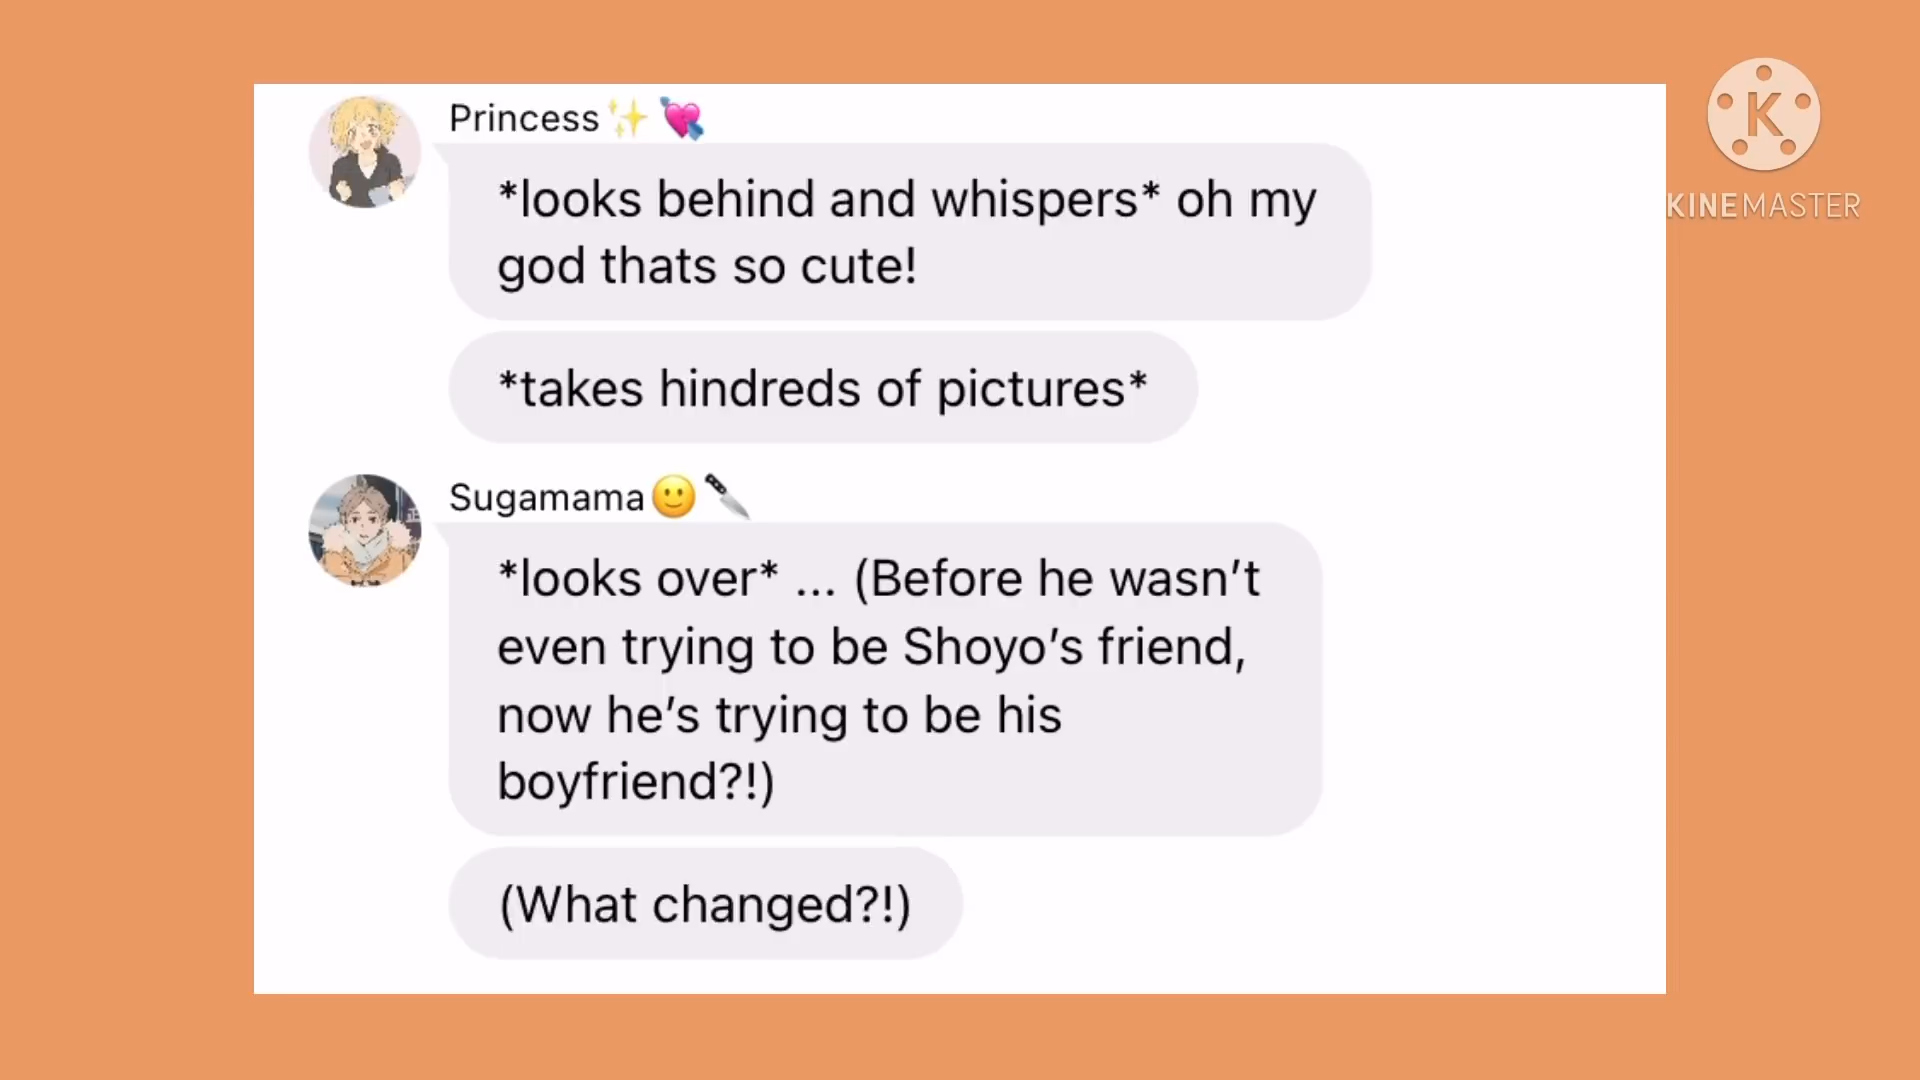 Princess✨💘
*looks behind and whispers* oh my
god thats so cute!
*takes hindreds of pictures*
Sugamama🙂🔪
*looks over* ... (Before he wasn’t
even trying to be Shoyo’s friend,
now he’s trying to be his
boyfriend?!)
(What changed?!)
K
KINEMASTER